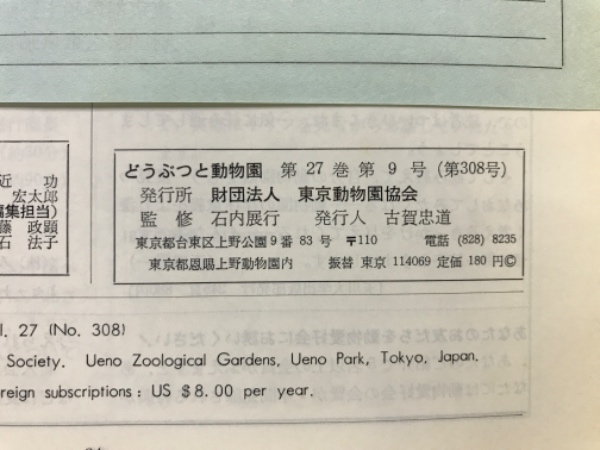 近　功
宏太郎
編集担当)
藤　政顕
石　法子
どうぶつと動物園　第27巻第9号(第308号)
発行所　財団法人　東京動物園協会
監　修　石内展行　発行人　古賀忠道
東京都台東区上野公園9番83号　〒110　電話(828)8235
東京都恩賜上野動物園内　振替 東京 114069 定価 180 円©
l. 27 (No. 308)
Society. Ueno Zoological Gardens, Ueno Park, Tokyo, Japan.
reign subscriptions: US $8.00 per year.